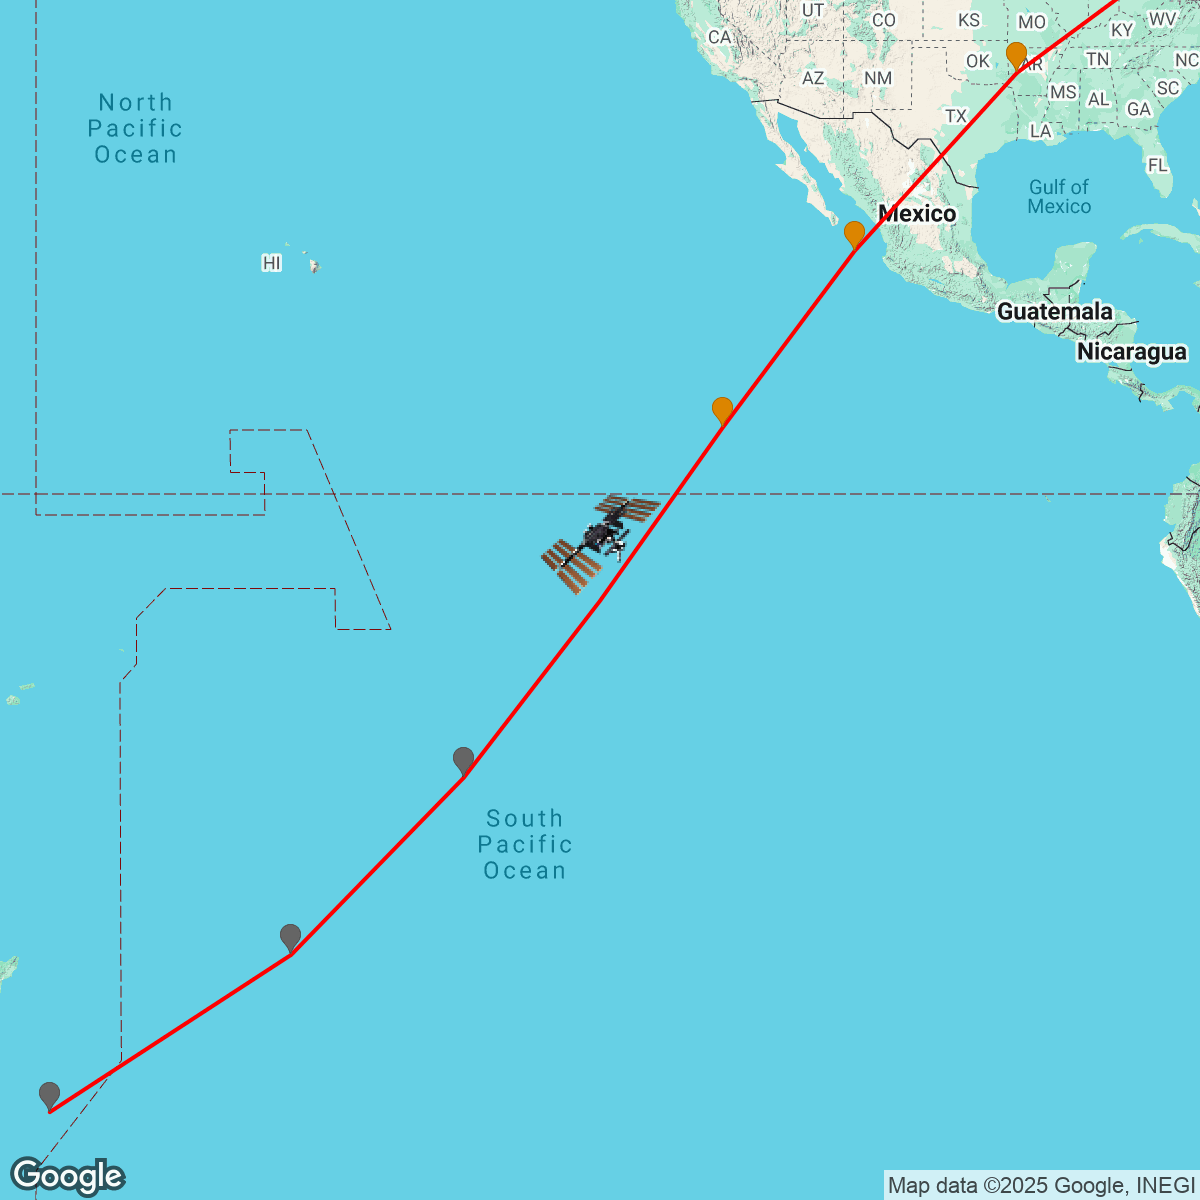 UT
CO
KS
MO
WV
KY
CA
OK
AR
TN
NC
AZ
NM
MS
AL
SC
GA
TX
LA
FL
North
Pacific
Ocean
Gulf of
Mexico
Mexico
HI
Guatemala
Nicaragua
South
Pacific
Ocean
Google
Map data ©2025 Google, INEGI